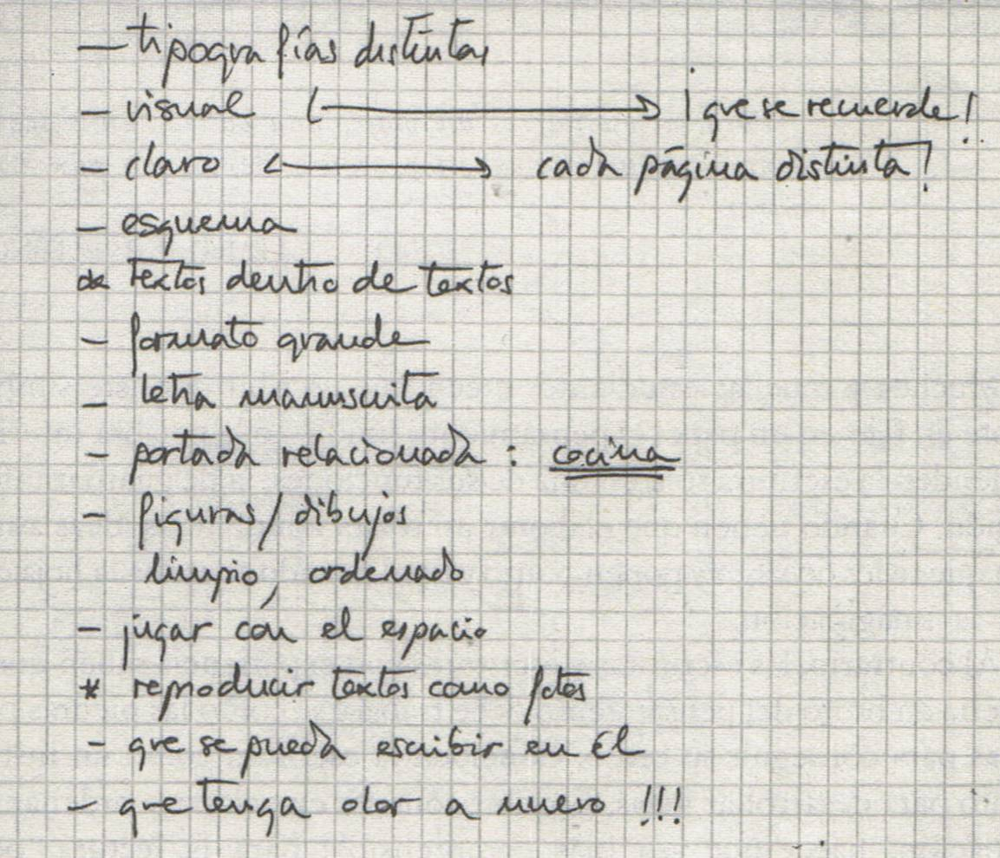 — tipografías distintas
— visual ⟵⟶ ¡que se recuerde!
— claro ⟵⟶ cada página distinta!
— esquema
* textos dentro de textos
— formato grande
— letra manuscrita
— portada relacionada : cocina
— figuras / dibujos
limpio, ordenado
— jugar con el espacio
* reproducir textos como fotos
- que se pueda escribir en él
— que tenga olor a nuevo !!!